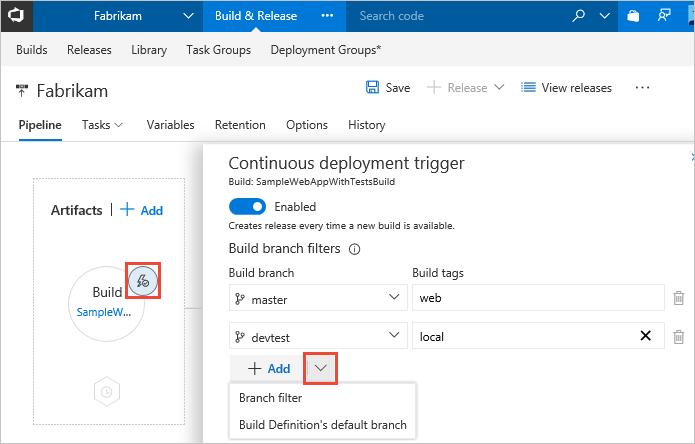 Fabrikam Build & Release ••• Search code
Builds Releases Library Task Groups Deployment Groups*
Fabrikam Save + Release View releases ...
Pipeline Tasks Variables Retention Options History
Continuous deployment trigger
Build: SampleWebAppWithTestsBuild
Artifacts | + Add
Enabled
Creates release every time a new build is available.
Build branch filters
Build branch Build tags
Build
master web
SampleW...
devtest local
+ Add
Branch filter
Build Definition's default branch